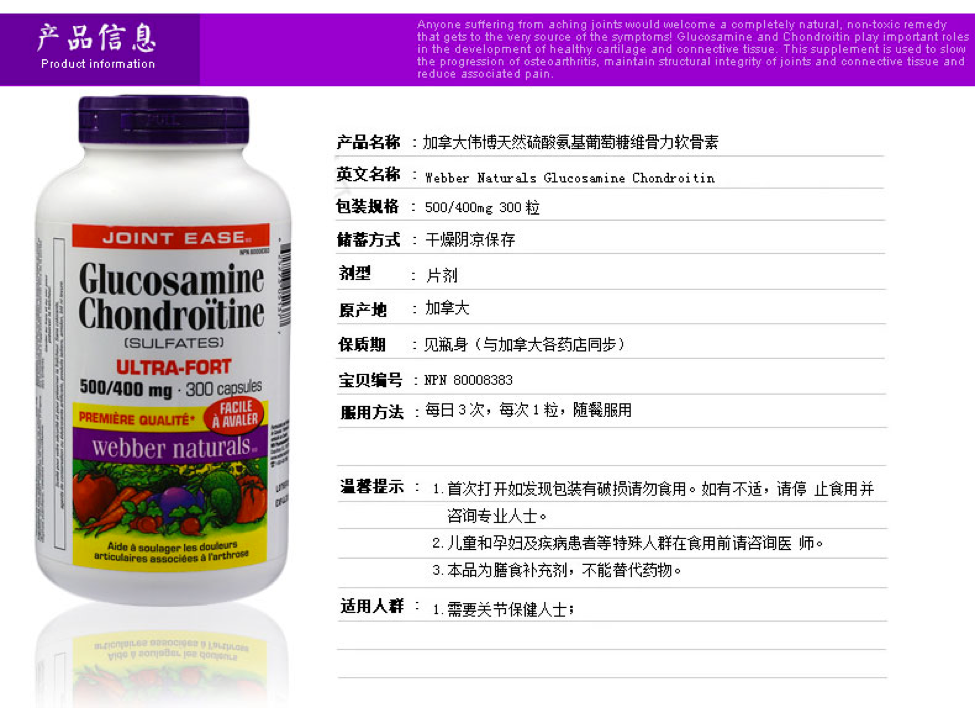 产品信息
Product information
Anyone suffering from aching joints would welcome a completely natural, non-toxic remedy
that gets to the very source of the symptoms! Glucosamine and Chondroitin play important roles
in the development of healthy cartilage and connective tissue. This supplement is used to slow
the progression of osteoarthritis, maintain structural integrity of joints and connective tissue and
reduce associated pain.
JOINT EASE
NPN 80008383
Glucosamine
Chondroïtine
(SULFATES)
ULTRA-FORT
500/400 mg · 300 capsules
PREMIÈRE QUALITÉ*
FACILE
À AVALER
webber naturals
Aide à soulager les douleurs
articulaires associées à l'arthrose
产品名称 : 加拿大伟博天然硫酸氨基葡萄糖维骨力软骨素
英文名称 : Webber Naturals Glucosamine Chondroitin
包装规格 : 500/400mg 300 粒
储蓄方式 : 干燥阴凉保存
剂型 : 片剂
原产地 : 加拿大
保质期 : 见瓶身（与加拿大各药店同步）
宝贝编号 : NPN 80008383
服用方法 : 每日3次，每次1粒，随餐服用
温馨提示 : 1.首次打开如发现包装有破损请勿食用。如有不适，请停 止食用并
咨询专业人士。
2.儿童和孕妇及疾病患者等特殊人群在食用前请咨询医 师。
3.本品为膳食补充剂，不能替代药物。
适用人群 : 1.需要关节保健人士；